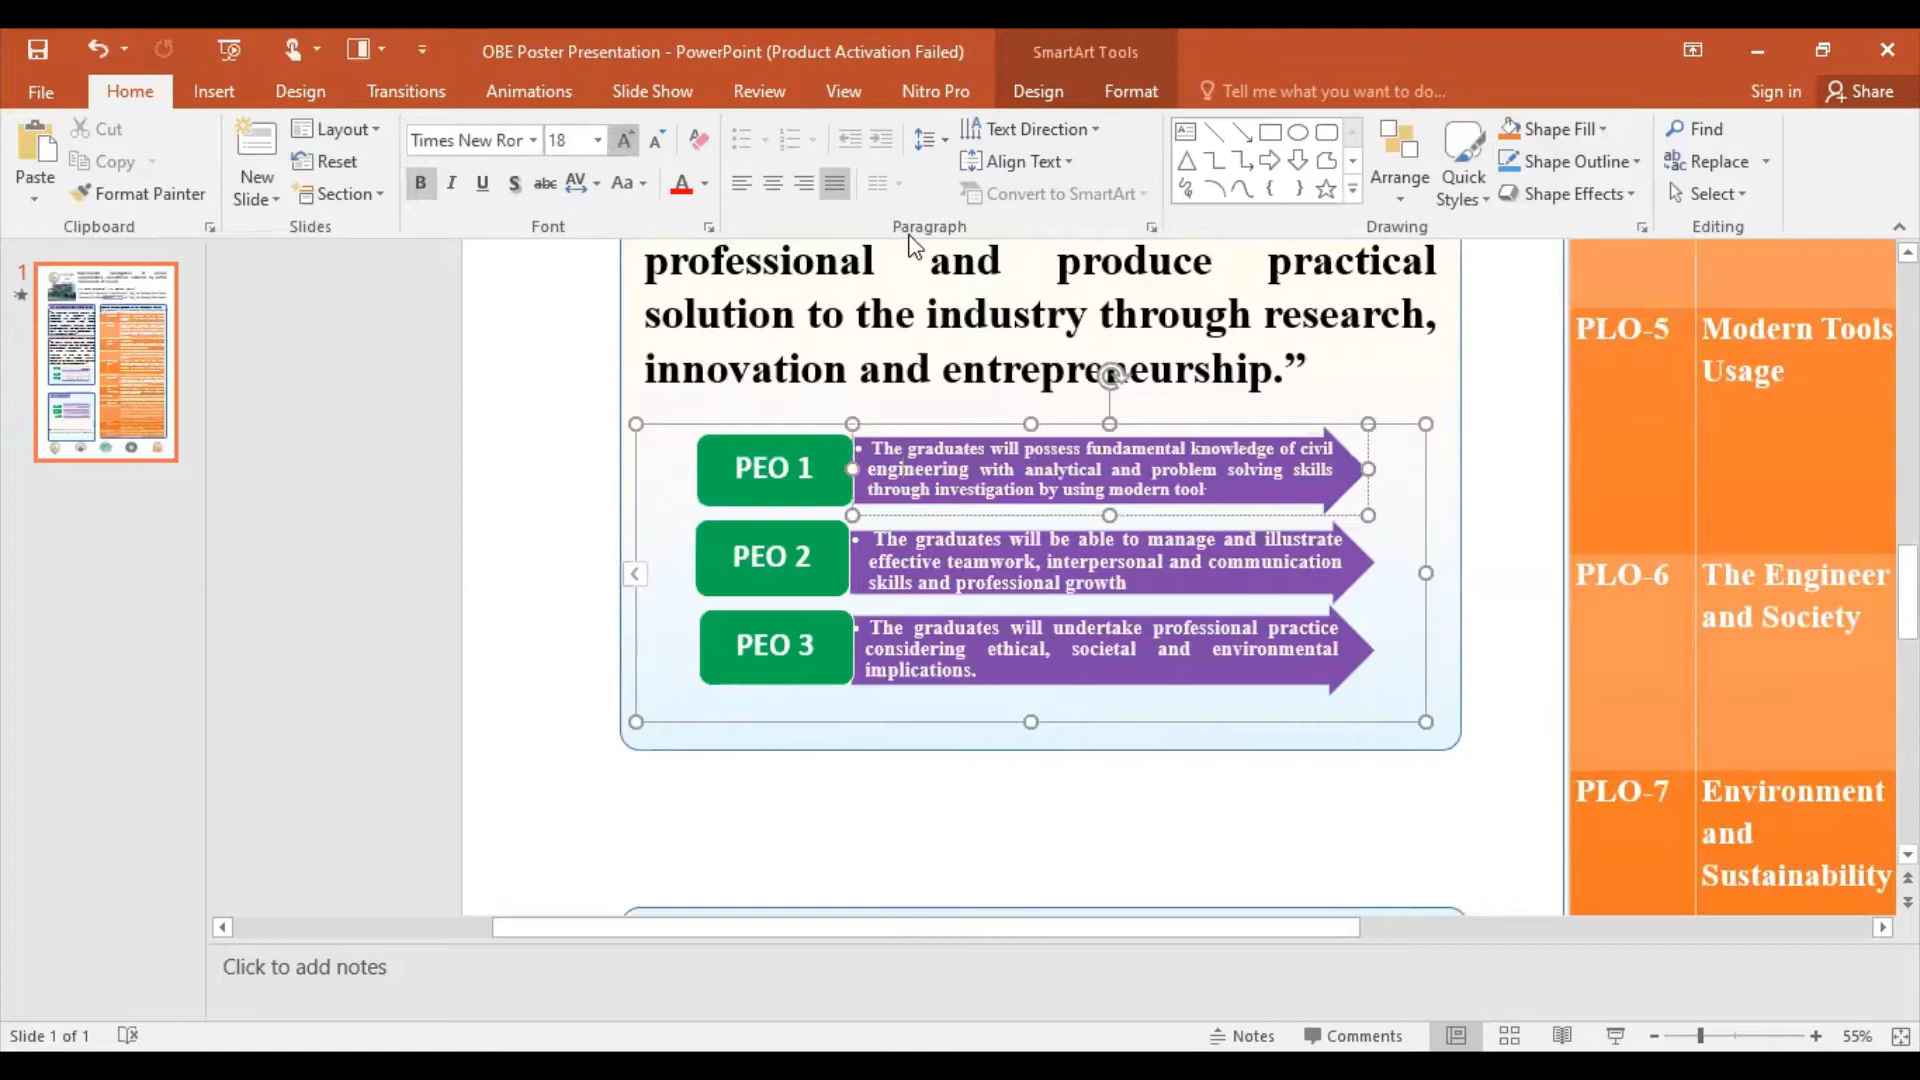 OBE Poster Presentation - PowerPoint (Product Activation Failed)
SmartArt Tools
File
Home
Insert
Design
Transitions
Animations
Slide Show
Review
View
Nitro Pro
Design
Format
Tell me what you want to do...
Sign in
Share
Paste
Cut
Copy
Format Painter
Clipboard
New
Slide
Layout
Reset
Section
Slides
Times New Ror
18
Font
Text Direction
Align Text
Convert to SmartArt
Paragraph
Arrange
Quick
Styles
Shape Fill
Shape Outline
Shape Effects
Drawing
Find
Replace
Select
Editing
1
professional and produce practical
solution to the industry through research,
innovation and entrepreneurship.”
PEO 1
• The graduates will possess fundamental knowledge of civil
engineering with analytical and problem solving skills
through investigation by using modern tool
PEO 2
• The graduates will be able to manage and illustrate
effective teamwork, interpersonal and communication
skills and professional growth
PEO 3
• The graduates will undertake professional practice
considering ethical, societal and environmental
implications.
PLO-5
Modern Tools
Usage
PLO-6
The Engineer
and Society
PLO-7
Environment
and
Sustainability
Click to add notes
Slide 1 of 1
Notes
Comments
55%